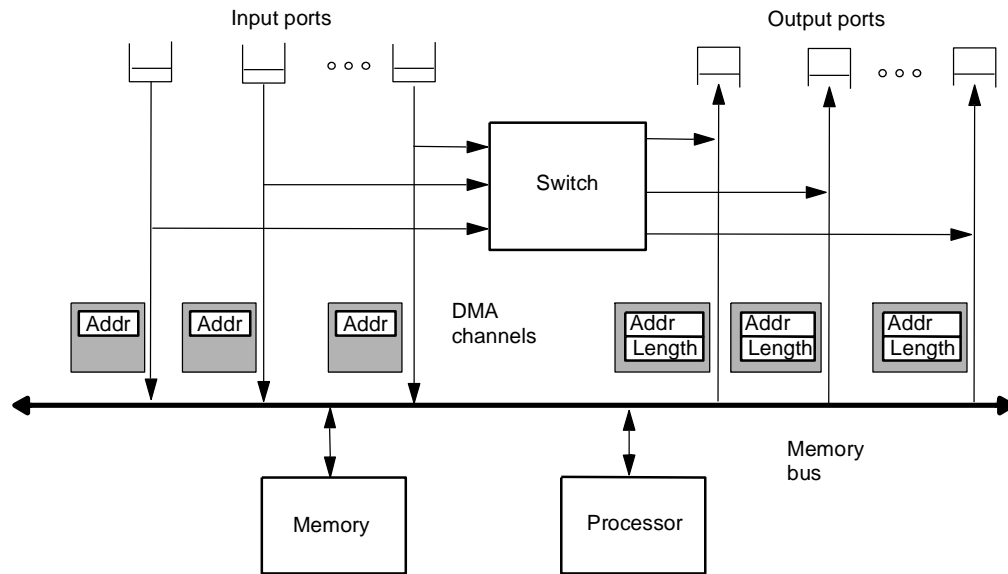 Input ports
Output ports
Switch
DMA
channels
Addr
Addr
Addr
Addr
Length
Addr
Length
Addr
Length
Memory
bus
Memory
Processor